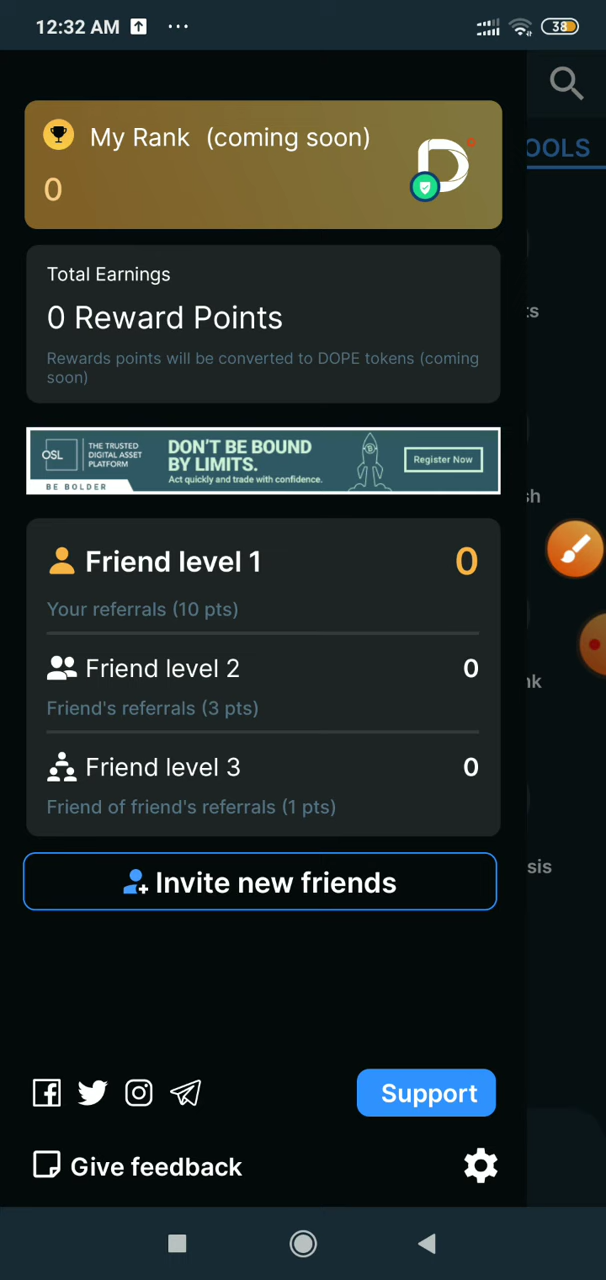 12:32 AM
38
My Rank (coming soon)
0
Total Earnings
0 Reward Points
Rewards points will be converted to DOPE tokens (coming
soon)
OSL
THE TRUSTED
DIGITAL ASSET
PLATFORM
BE BOLDER
DON'T BE BOUND
BY LIMITS.
Act quickly and trade with confidence.
Register Now
Friend level 1
0
Your referrals (10 pts)
Friend level 2
0
Friend's referrals (3 pts)
Friend level 3
0
Friend of friend's referrals (1 pts)
Invite new friends
Support
Give feedback
OOLS
ts
sh
nk
sis